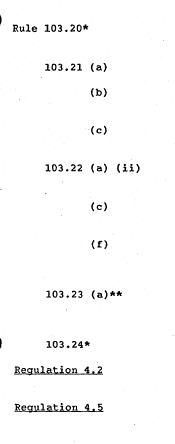 Rule 103.20*
103.21 (a)
(b)
(c)
103.22 (a) (ii)
(c)
(f)
103.23 (a)**
103.24*
Regulation 4.2
Regulation 4.5